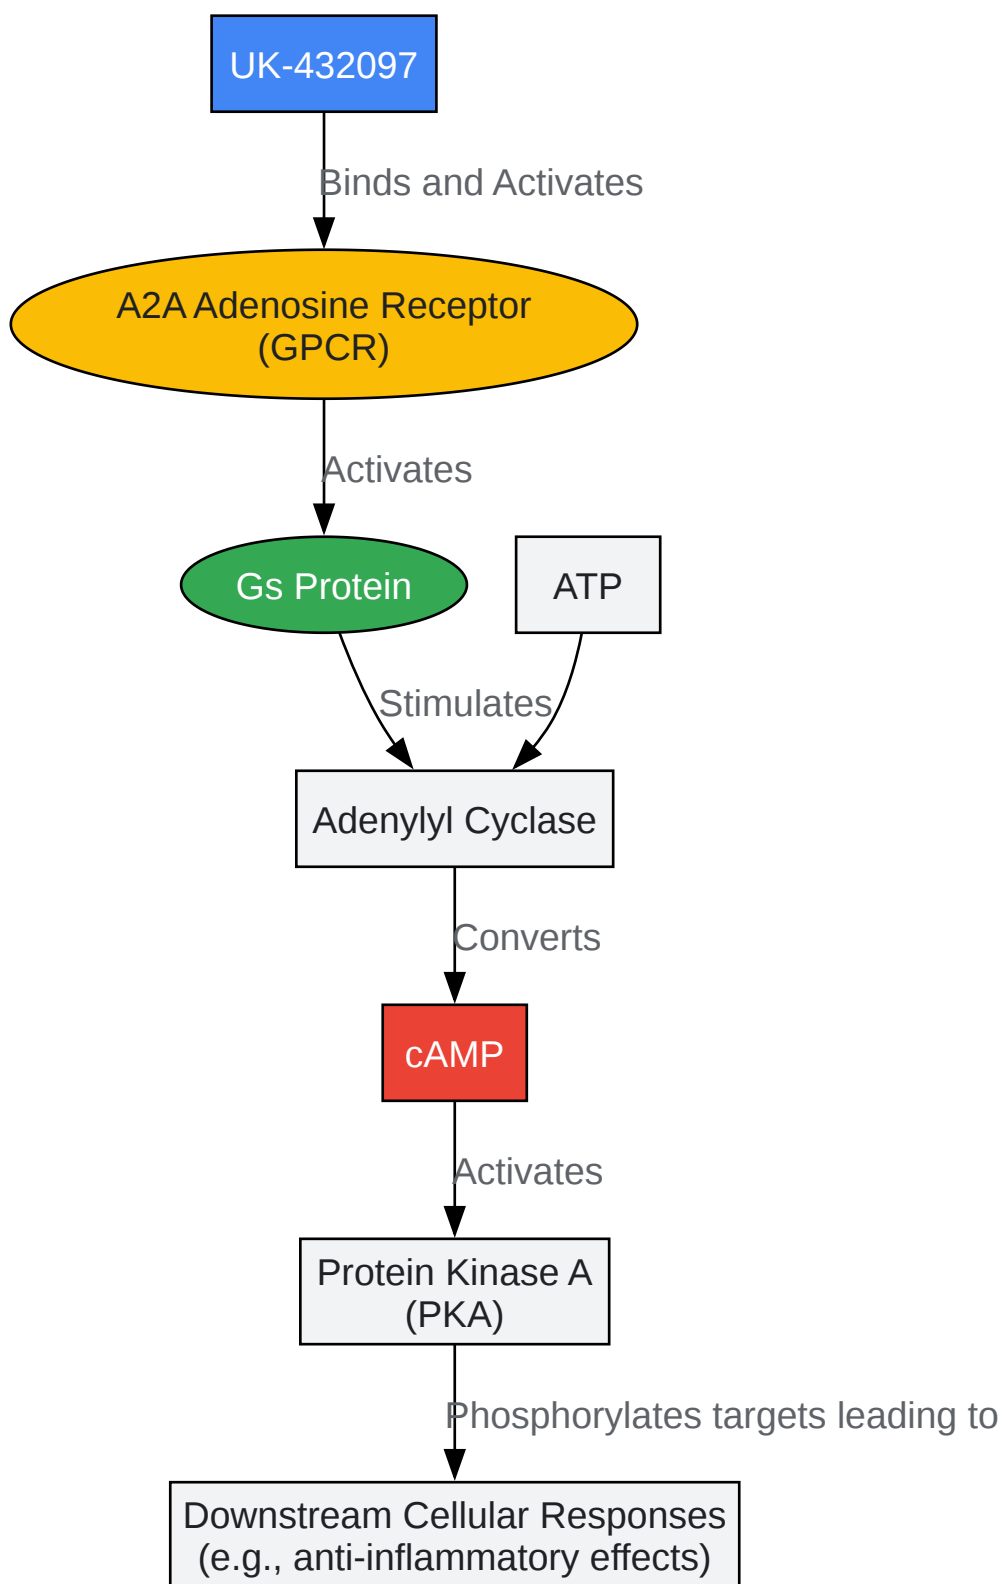 UK-432097
Binds and Activates
A2A Adenosine Receptor
(GPCR)
Activates
Gs Protein
ATP
Stimulates
Adenylyl Cyclase
Converts
cAMP
Activates
Protein Kinase A
(PKA)
Phosphorylates targets leading to
Downstream Cellular Responses
(e.g., anti-inflammatory effects)